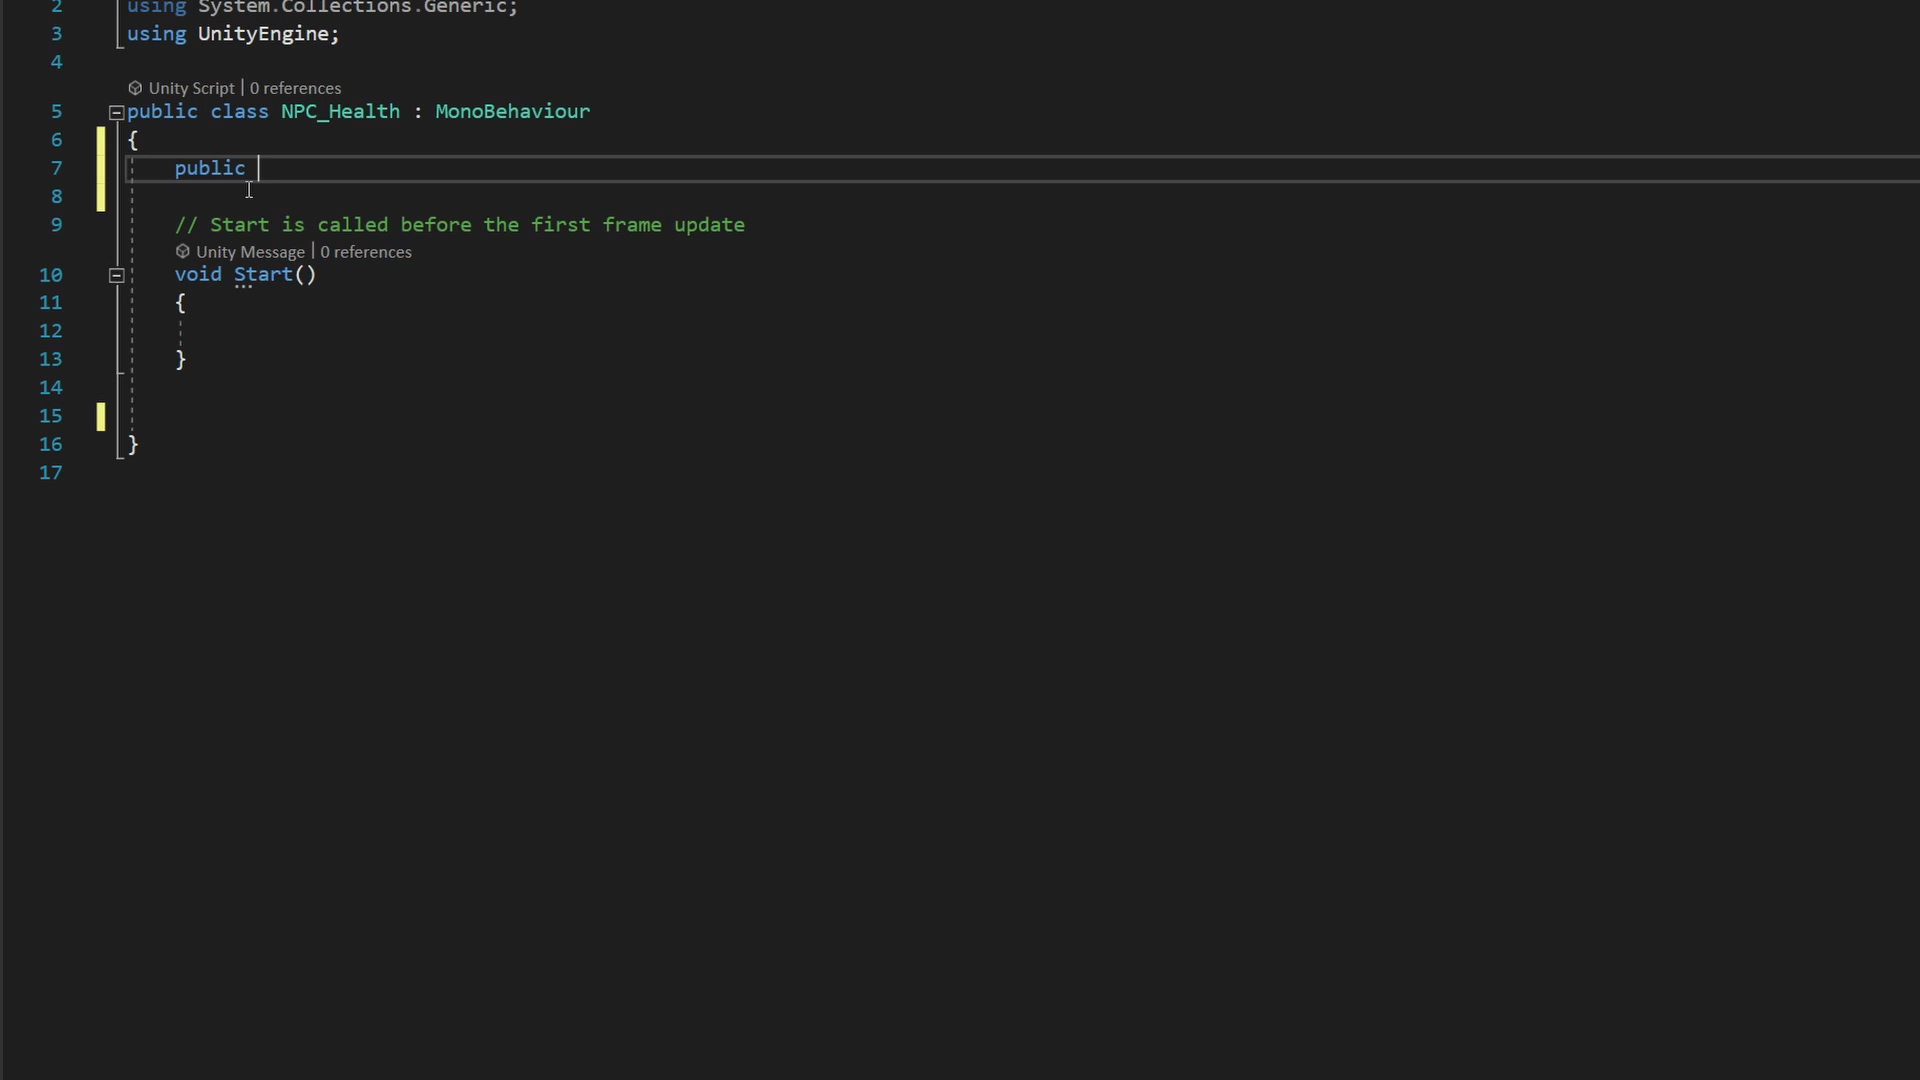 2 using System.Collections.Generic;
3 using UnityEngine;
4
Unity Script | 0 references
5 public class NPC_Health : MonoBehaviour
6 {
7 public
8
9 // Start is called before the first frame update
Unity Message | 0 references
10 void Start()
11 {
12
13 }
14
15
16 }
17